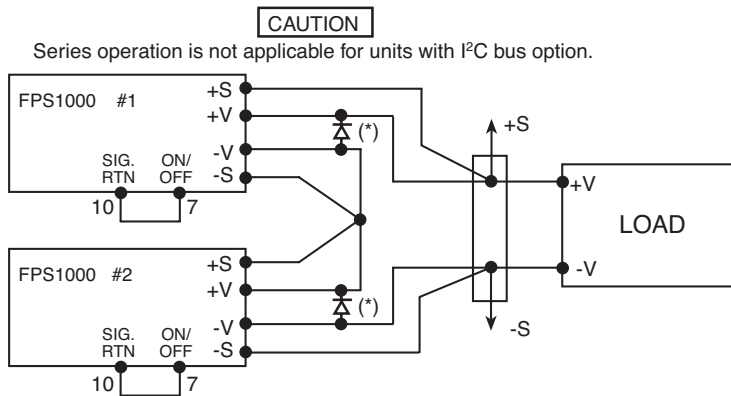 CAUTION
Series operation is not applicable for units with I²C bus option.
FPS1000 #1
+S
+V
-V
-S
SIG. RTN
ON/ OFF
10
7
(*)
+S
+V
LOAD
-V
-S
FPS1000 #2
+S
+V
-V
-S
SIG. RTN
ON/ OFF
10
7
(*)